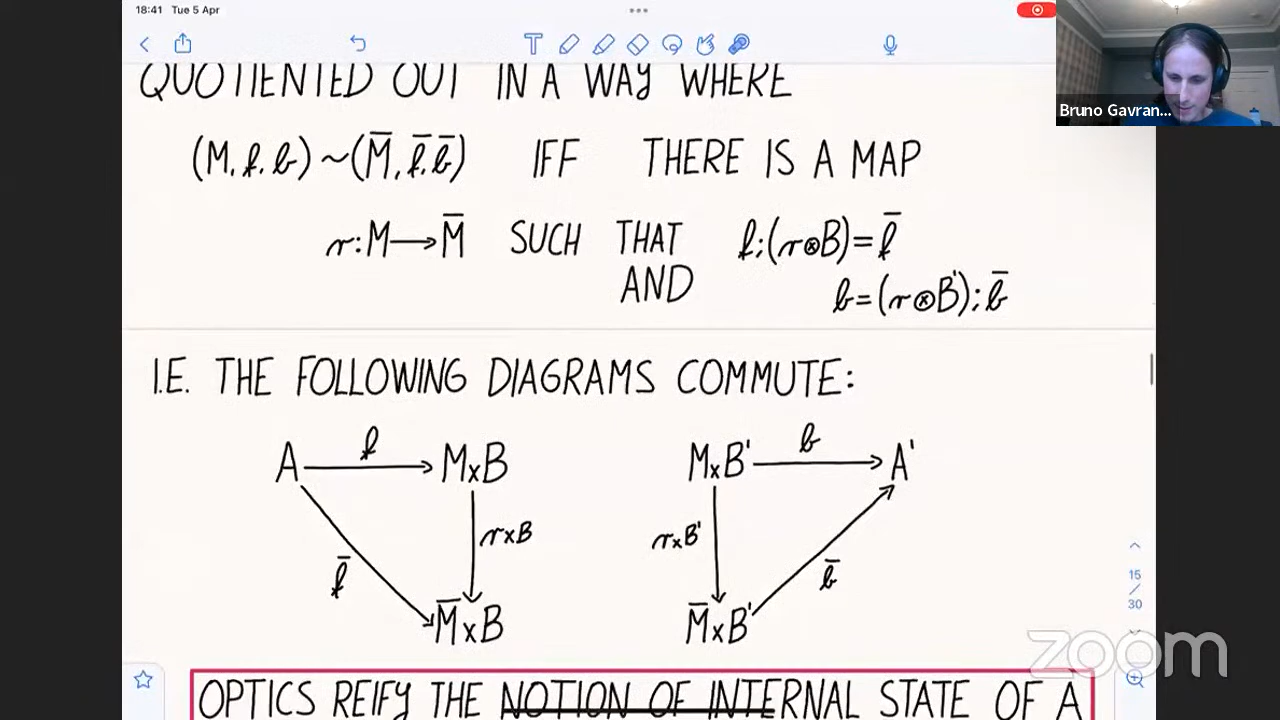 18:41 Tue 5 Apr
Bruno Gavran...
QUOTIENTED OUT IN A WAY WHERE
(M, f, b) ~ (M̄, f̄, b̄) IFF THERE IS A MAP
r: M → M̄ SUCH THAT f;(r⊗B)=f̄
AND b=(r⊗B');b̄
I.E. THE FOLLOWING DIAGRAMS COMMUTE:
f b
A M×B M×B' A'
r×B r×B'
f̄ b̄
M̄×B M̄×B'
15
/
30
zoom
OPTICS REIFY THE NOTION OF INTERNAL STATE OF A